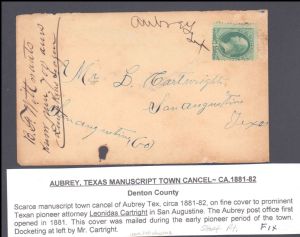 Aubrey
Tex
Mr. L. Cartwright
San Augustine
San Augustine Co
Texas
AUBREY, TEXAS MANUSCRIPT TOWN CANCEL~ CA.1881-82
Denton County
Scarce manuscript town cancel of Aubrey Tex, circa 1881-82, on fine cover to prominent
Texan pioneer attorney Leonidas Cartright in San Augustine. The Aubrey post office first
opened in 1881. This cover was mailed during the early pioneer period of the town.
Docketing at left by Mr. Cartright.